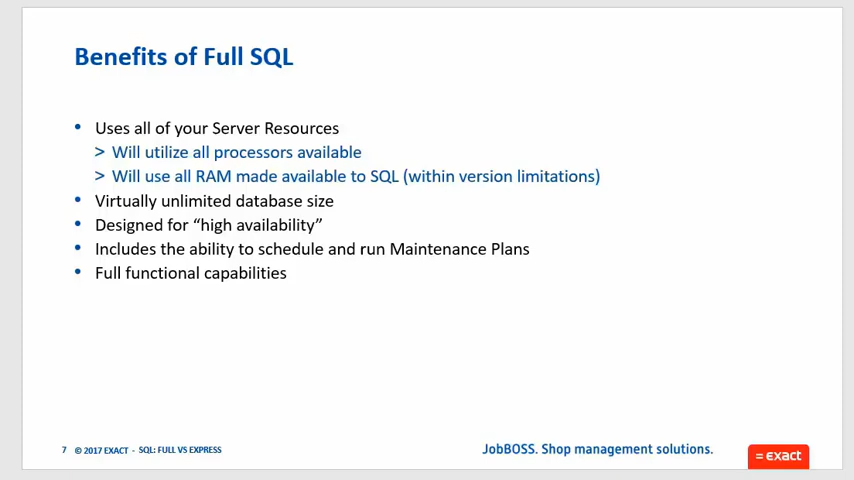 Benefits of Full SQL
• Uses all of your Server Resources
> Will utilize all processors available
> Will use all RAM made available to SQL (within version limitations)
• Virtually unlimited database size
• Designed for “high availability”
• Includes the ability to schedule and run Maintenance Plans
• Full functional capabilities
7 © 2017 EXACT - SQL: FULL VS EXPRESS
JobBOSS. Shop management solutions.
= exact